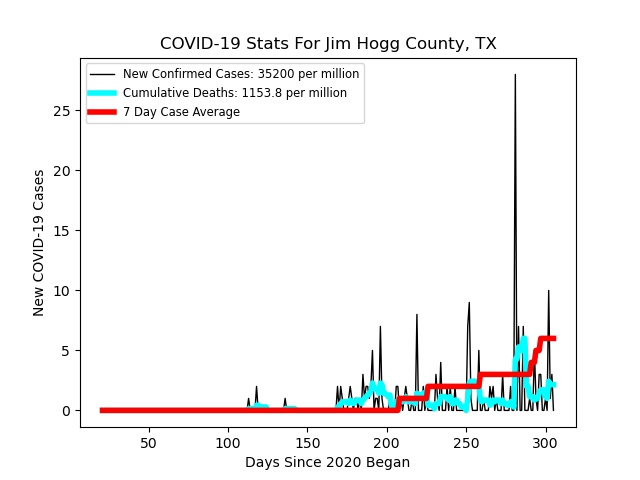 COVID-19 Stats For Jim Hogg County, TX
New Confirmed Cases: 35200 per million
Cumulative Deaths: 1153.8 per million
7 Day Case Average
New COVID-19 Cases
25
20
15
10
5
0
50 100 150 200 250 300
Days Since 2020 Began